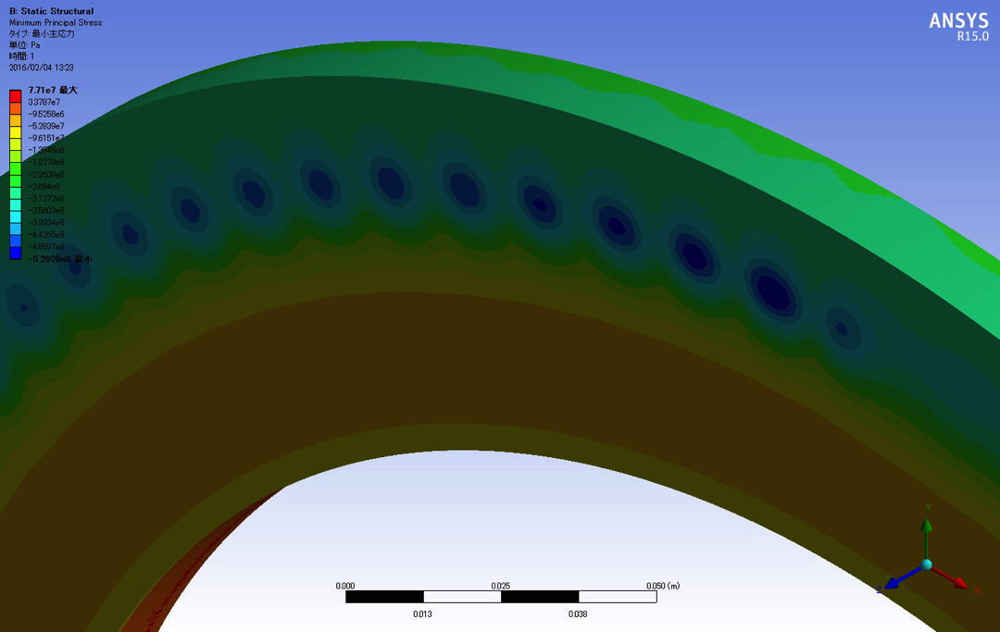 B: Static Structural
Minimum Principal Stress
タイプ: 最小主応力
単位: Pa
時間: 1
2016/02/04 13:23
ANSYS
R15.0
7.71e7 最大
3.3787e7
-9.5258e6
-5.2839e7
-9.6151e7
-1.3946e8
-1.8278e8
-2.2609e8
-2.694e8
-3.1272e8
-3.5603e8
-3.9934e8
-4.4265e8
-4.8597e8
-5.2928e8 最小
Y
Z
X
0.000
0.025
0.050 (m)
0.013
0.038